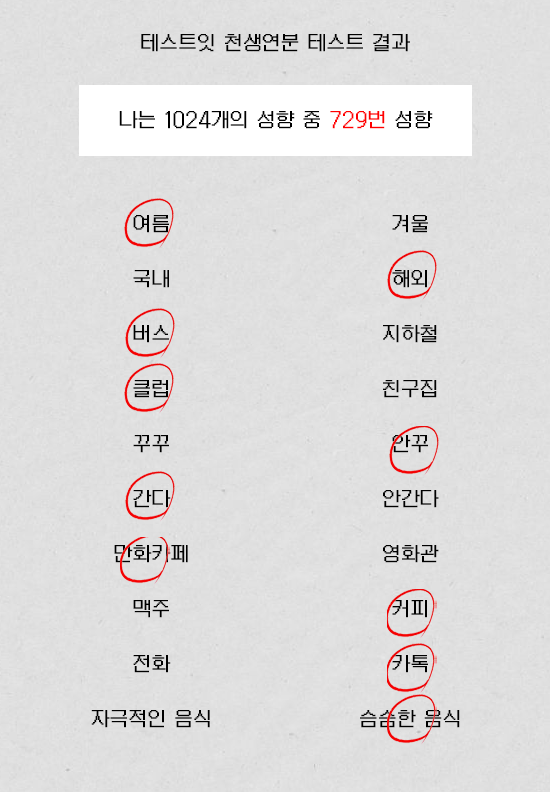 테스트잇 천생연분 테스트 결과
나는 1024개의 성향 중 729번 성향
여름 겨울
국내 해외
버스 지하철
클럽 친구집
꾸꾸 안꾸
간다 안간다
만화카페 영화관
맥주 커피
전화 카톡
자극적인 음식 슴슴한 음식